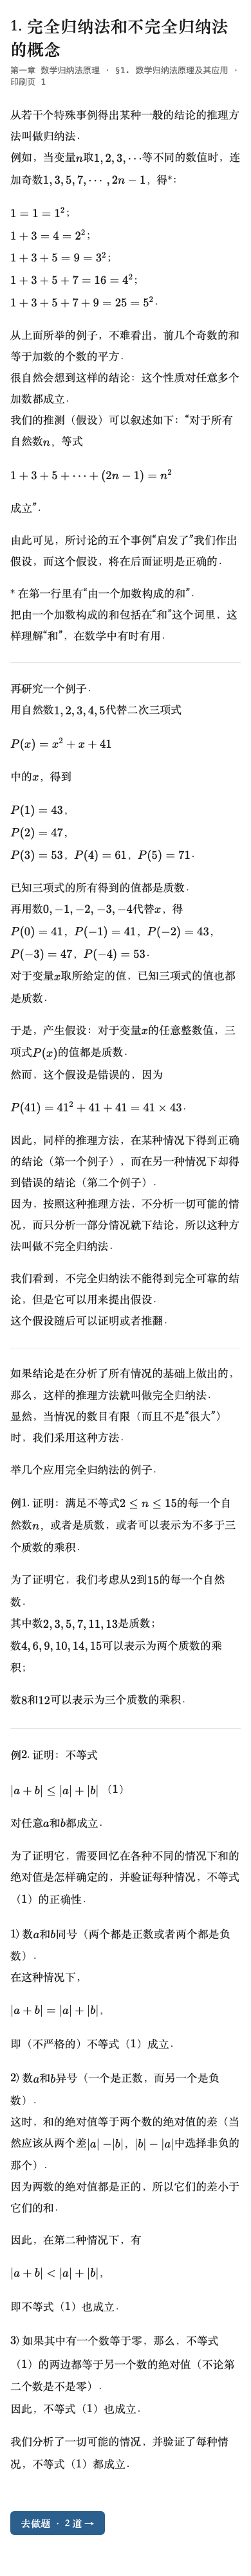 1. 完全归纳法和不完全归纳法
的概念
第一章 数学归纳法原理 · §1. 数学归纳法原理及其应用 ·
印刷页 1
从若干个特殊事例得出某种一般的结论的推理方
法叫做归纳法.
例如，当变量n取1, 2, 3, ⋯等不同的数值时，连
加奇数1, 3, 5, 7, ⋯, 2n − 1，得*：
1 = 1 = 1²；
1 + 3 = 4 = 2²；
1 + 3 + 5 = 9 = 3²；
1 + 3 + 5 + 7 = 16 = 4²；
1 + 3 + 5 + 7 + 9 = 25 = 5².
从上面所举的例子，不难看出，前几个奇数的和
等于加数的个数的平方.
很自然会想到这样的结论：这个性质对任意多个
加数都成立.
我们的推测（假设）可以叙述如下：“对于所有
自然数n，等式
1 + 3 + 5 + ⋯ + (2n − 1) = n²
成立”.
由此可见，所讨论的五个事例“启发了”我们作出
假设，而这个假设，将在后面证明是正确的.
* 在第一行里有“由一个加数构成的和”.
把由一个加数构成的和包括在“和”这个词里，这
样理解“和”，在数学中有时有用.
再研究一个例子.
用自然数1, 2, 3, 4, 5代替二次三项式
P(x) = x² + x + 41
中的x，得到
P(1) = 43，
P(2) = 47，
P(3) = 53，P(4) = 61，P(5) = 71.
已知三项式的所有得到的值都是质数.
再用数0, −1, −2, −3, −4代替x，得
P(0) = 41，P(−1) = 41，P(−2) = 43，
P(−3) = 47，P(−4) = 53.
对于变量x取所给定的值，已知三项式的值也都
是质数.
于是，产生假设：对于变量x的任意整数值，三
项式P(x)的值都是质数.
然而，这个假设是错误的，因为
P(41) = 41² + 41 + 41 = 41 × 43.
因此，同样的推理方法，在某种情况下得到正确
的结论（第一个例子），而在另一种情况下却得
到错误的结论（第二个例子）.
因为，按照这种推理方法，不分析一切可能的情
况，而只分析一部分情况就下结论，所以这种方
法叫做不完全归纳法.
我们看到，不完全归纳法不能得到完全可靠的结
论，但是它可以用来提出假设.
这个假设随后可以证明或者推翻.
如果结论是在分析了所有情况的基础上做出的，
那么，这样的推理方法就叫做完全归纳法.
显然，当情况的数目有限（而且不是“很大”）
时，我们采用这种方法.
举几个应用完全归纳法的例子.
例1. 证明：满足不等式2 ≤ n ≤ 15的每一个自
然数n，或者是质数，或者可以表示为不多于三
个质数的乘积.
为了证明它，我们考虑从2到15的每一个自然
数.
其中数2, 3, 5, 7, 11, 13是质数；
数4, 6, 9, 10, 14, 15可以表示为两个质数的乘
积；
数8和12可以表示为三个质数的乘积.
例2. 证明：不等式
|a + b| ≤ |a| + |b| （1）
对任意a和b都成立.
为了证明它，需要回忆在各种不同的情况下和的
绝对值是怎样确定的，并验证每种情况，不等式
（1）的正确性.
1) 数a和b同号（两个都是正数或者两个都是负
数）.
在这种情况下，
|a + b| = |a| + |b|，
即（不严格的）不等式（1）成立.
2) 数a和b异号（一个是正数，而另一个是负
数）.
这时，和的绝对值等于两个数的绝对值的差（当
然应该从两个差|a| − |b|，|b| − |a|中选择非负的
那个）.
因为两数的绝对值都是正的，所以它们的差小于
它们的和.
因此，在第二种情况下，有
|a + b| < |a| + |b|，
即不等式（1）也成立.
3) 如果其中有一个数等于零，那么，不等式
（1）的两边都等于另一个数的绝对值（不论第
二个数是不是零）.
因此，不等式（1）也成立.
我们分析了一切可能的情况，并验证了每种情
况，不等式（1）都成立.
去做题 · 2 道 →